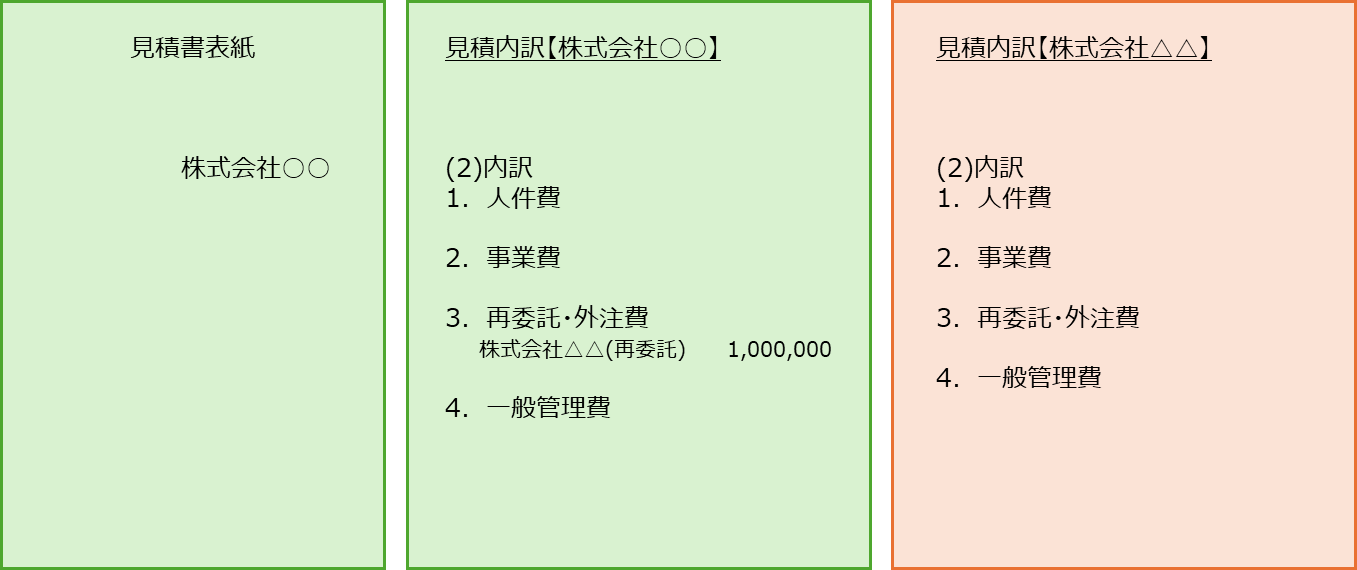 見積書表紙
株式会社○○
見積内訳【株式会社○○】
(2)内訳
1. 人件費
2. 事業費
3. 再委託・外注費
株式会社△△(再委託) 1,000,000
4. 一般管理費
見積内訳【株式会社△△】
(2)内訳
1. 人件費
2. 事業費
3. 再委託・外注費
4. 一般管理費